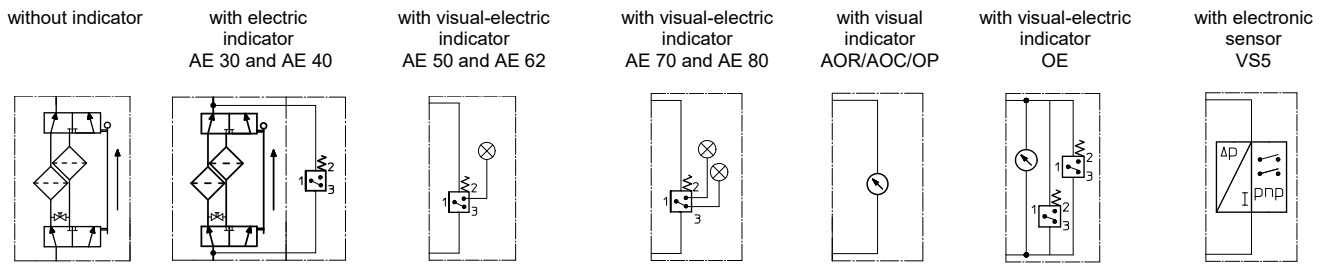 without indicator
with electric
indicator
AE 30 and AE 40
with visual-electric
indicator
AE 50 and AE 62
with visual-electric
indicator
AE 70 and AE 80
with visual
indicator
AOR/AOC/OP
with visual-electric
indicator
OE
with electronic
sensor
VS5
1 2 3
1 2 3
1 2 3
1 2 3
1 2 3
Δp
I
pnp